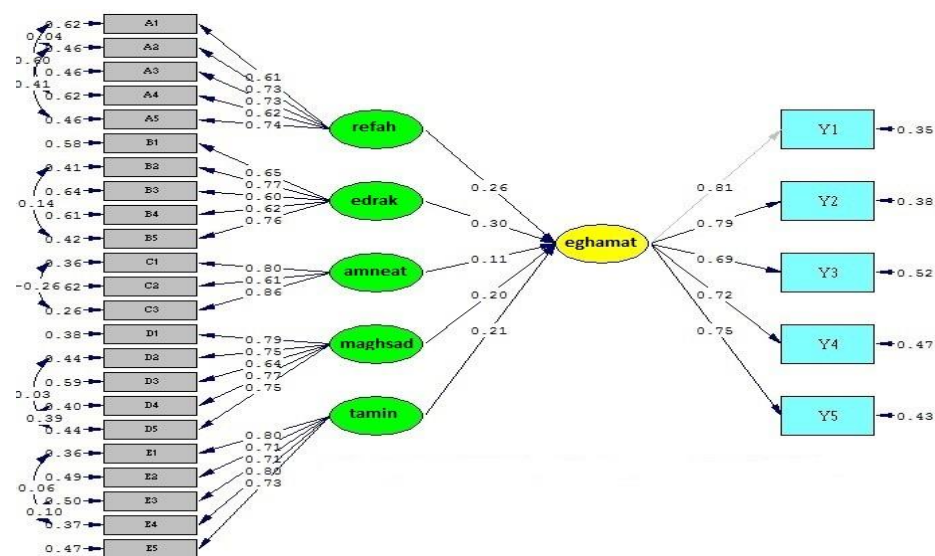 0.62 A1
0.04
0.46 A2
0.60
0.46 A3
0.41
0.62 A4
0.46 A5
0.61
0.73
0.73
0.62
0.74
refah
0.58 B1
0.41 B2
0.64 B3
0.14
0.61 B4
0.42 B5
0.65
0.77
0.60
0.62
0.76
edrak
0.36 C1
-0.26
62 C2
0.26 C3
0.80
0.61
0.86
amneat
0.38 D1
0.44 D2
0.59 D3
0.03
0.40 D4
0.39
0.44 D5
0.79
0.75
0.64
0.77
0.75
maghsad
0.36 E1
0.49 E2
0.06
0.50 E3
0.10
0.37 E4
0.47 E5
0.80
0.71
0.71
0.80
0.73
tamin
0.26
0.30
0.11
0.20
0.21
eghamat
0.81
0.79
0.69
0.72
0.75
Y1 0.35
Y2 0.38
Y3 0.52
Y4 0.47
Y5 0.43